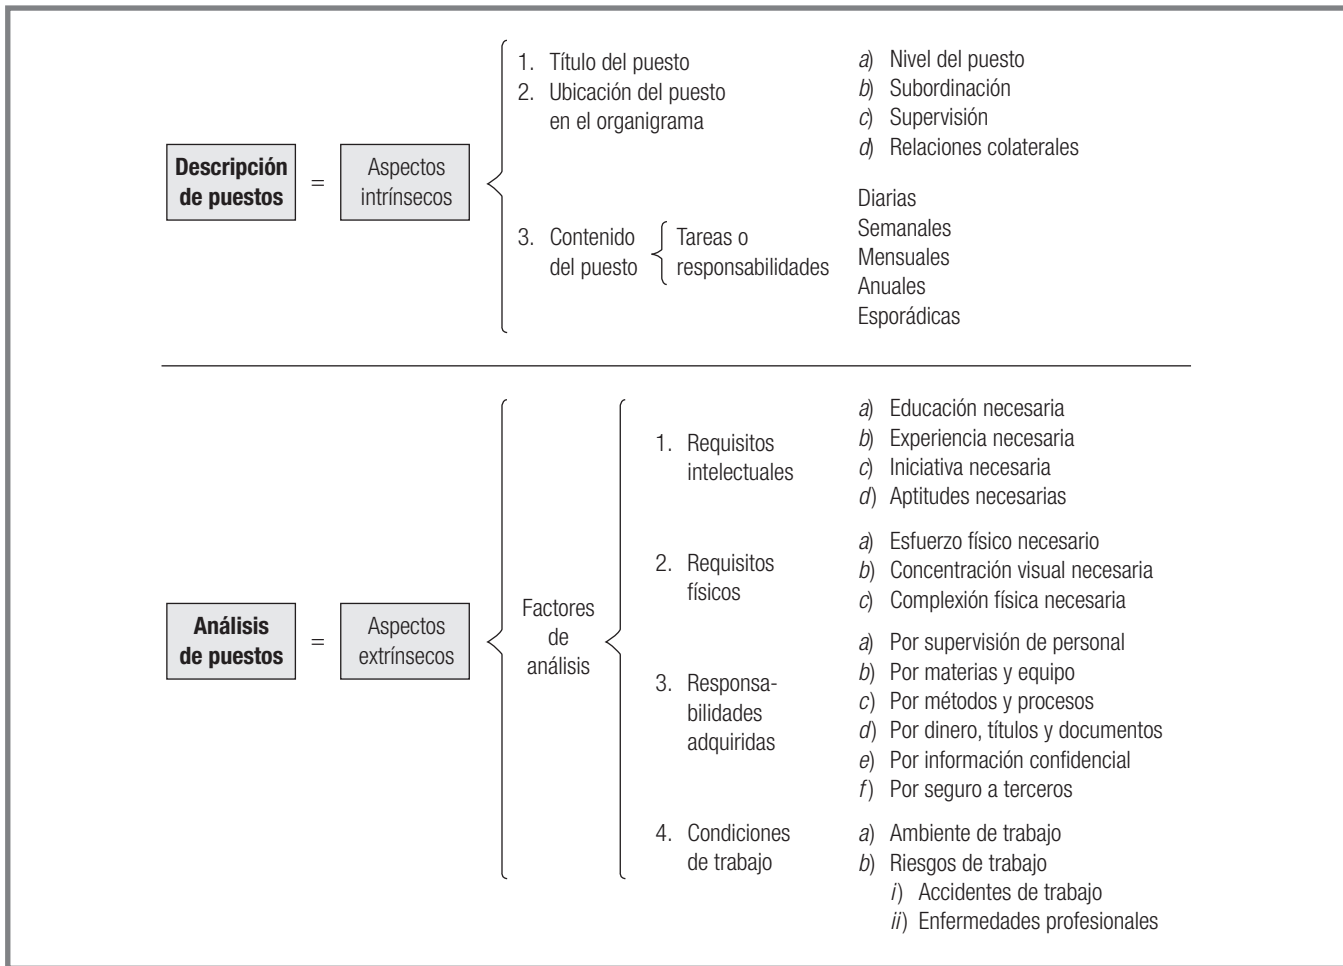 Descripción
de puestos
=
Aspectos
intrínsecos
1. Título del puesto
2. Ubicación del puesto
en el organigrama
a) Nivel del puesto
b) Subordinación
c) Supervisión
d) Relaciones colaterales
3. Contenido
del puesto
Tareas o
responsabilidades
Diarias
Semanales
Mensuales
Anuales
Esporádicas
Análisis
de puestos
=
Aspectos
extrínsecos
Factores
de
análisis
1. Requisitos
intelectuales
a) Educación necesaria
b) Experiencia necesaria
c) Iniciativa necesaria
d) Aptitudes necesarias
2. Requisitos
físicos
a) Esfuerzo físico necesario
b) Concentración visual necesaria
c) Complexión física necesaria
3. Responsa-
bilidades
adquiridas
a) Por supervisión de personal
b) Por materias y equipo
c) Por métodos y procesos
d) Por dinero, títulos y documentos
e) Por información confidencial
f) Por seguro a terceros
4. Condiciones
de trabajo
a) Ambiente de trabajo
b) Riesgos de trabajo
i) Accidentes de trabajo
ii) Enfermedades profesionales